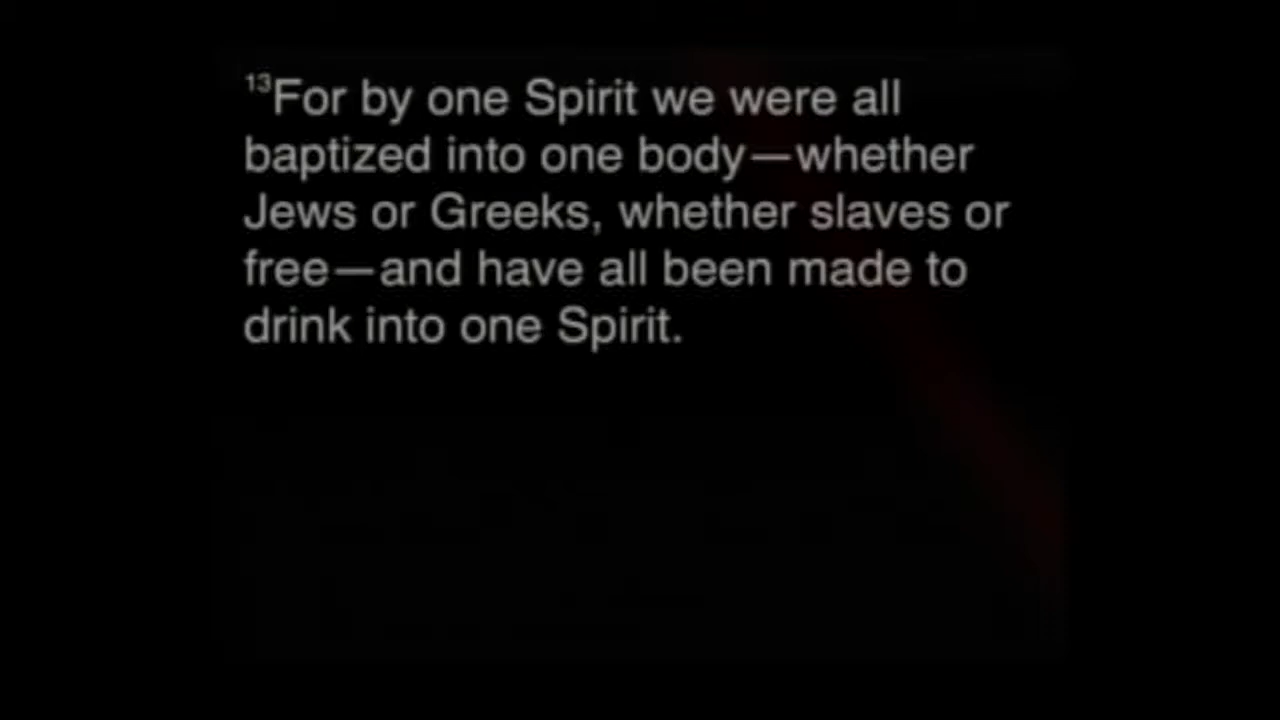 ¹³For by one Spirit we were all
baptized into one body—whether
Jews or Greeks, whether slaves or
free—and have all been made to
drink into one Spirit.